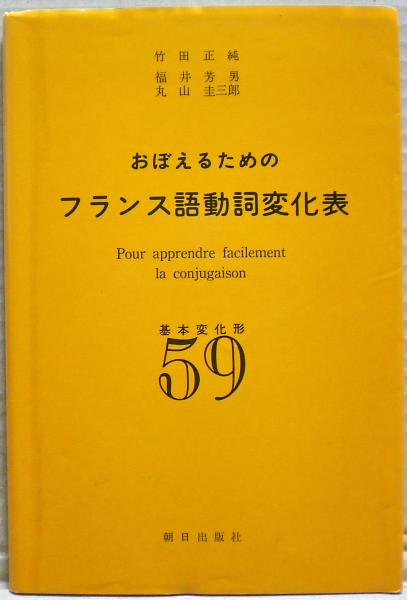 竹田正純
福井芳男
丸山圭三郎
おぼえるための
フランス語動詞変化表
Pour apprendre facilement
la conjugaison
基本変化形
59
朝日出版社